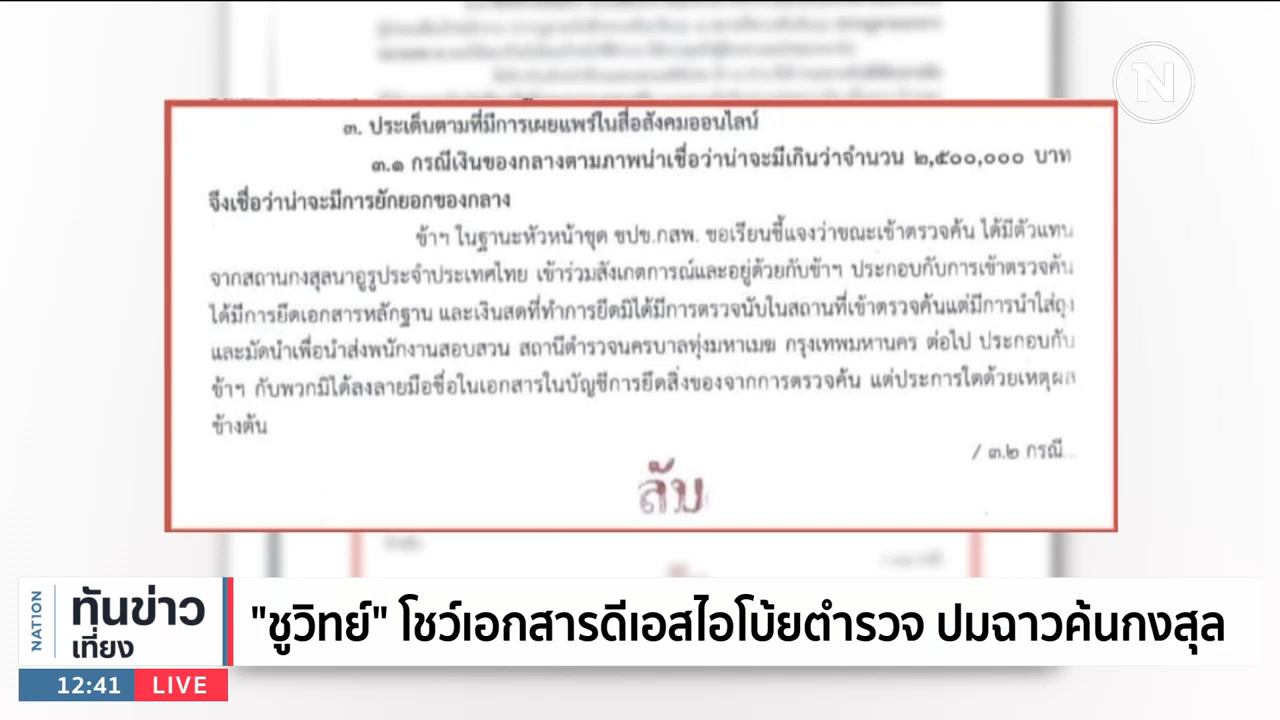 N
๓. ประเด็นตามที่มีการเผยแพร่ในสื่อสังคมออนไลน์
๓.๑ กรณีเงินของกลางตามภาพน่าเชื่อว่าน่าจะมีเกินว่าจำนวน ๒,๕๐๐,๐๐๐ บาท
จึงเชื่อว่าน่าจะมีการยักยอกของกลาง
ข้าฯ ในฐานะหัวหน้าชุด ชปข.กสพ. ขอเรียนชี้แจงว่าขณะเข้าตรวจค้น ได้มีตัวแทน
จากสถานกงสุลนาอูรูประจำประเทศไทย เข้าร่วมสังเกตการณ์และอยู่ด้วยกับข้าฯ ประกอบกับการเข้าตรวจค้น
ได้มีการยึดเอกสารหลักฐาน และเงินสดที่ทำการยึดมิได้มีการตรวจนับในสถานที่เข้าตรวจค้นแต่มีการนำใส่ถุง
และมัดนำเพื่อนำส่งพนักงานสอบสวน สถานีตำรวจนครบาลทุ่งมหาเมฆ กรุงเทพมหานคร ต่อไป ประกอบกับ
ข้าฯ กับพวกมิได้ลงลายมือชื่อในเอกสารในบัญชีการยึดสิ่งของจากการตรวจค้น แต่ประการใดด้วยเหตุผล
ข้างต้น
/ ๓.๒ กรณี...
ลับ
NATION
ทันข่าว
เที่ยง
"ชูวิทย์" โชว์เอกสารดีเอสไอโบ้ยตำรวจ ปมฉาวค้นกงสุล
12:41 LIVE